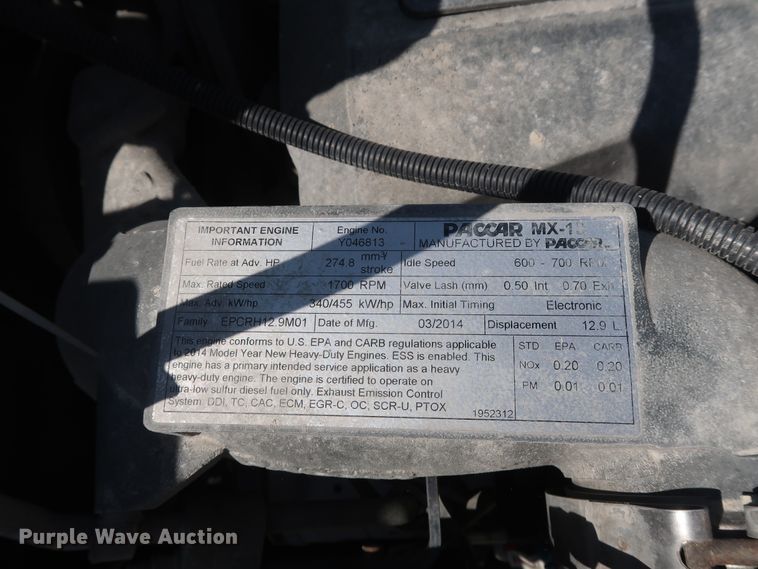 IMPORTANT ENGINE INFORMATION
Engine No. Y046813
PACCAR MX-1
MANUFACTURED BY PACCAR
Fuel Rate at Adv. HP 274.8 mm³/stroke Idle Speed 600 - 700 RPM
Max. Rated Speed 1700 RPM Valve Lash (mm) 0.50 Int 0.70 Exh
Max. Adv. kW/hp 340/455 kW/hp Max. Initial Timing Electronic
Family EPCRH12.9M01 Date of Mfg. 03/2014 Displacement 12.9 L
This engine conforms to U.S. EPA and CARB regulations applicable
to 2014 Model Year New Heavy-Duty Engines. ESS is enabled. This
engine has a primary intended service application as a heavy
heavy-duty engine. The engine is certified to operate on
ultra-low sulfur diesel fuel only. Exhaust Emission Control
System: DDI, TC, CAC, ECM, EGR-C, OC, SCR-U, PTOX
1952312
STD EPA CARB
NOx 0.20 0.20
PM 0.01 0.01
Purple Wave Auction